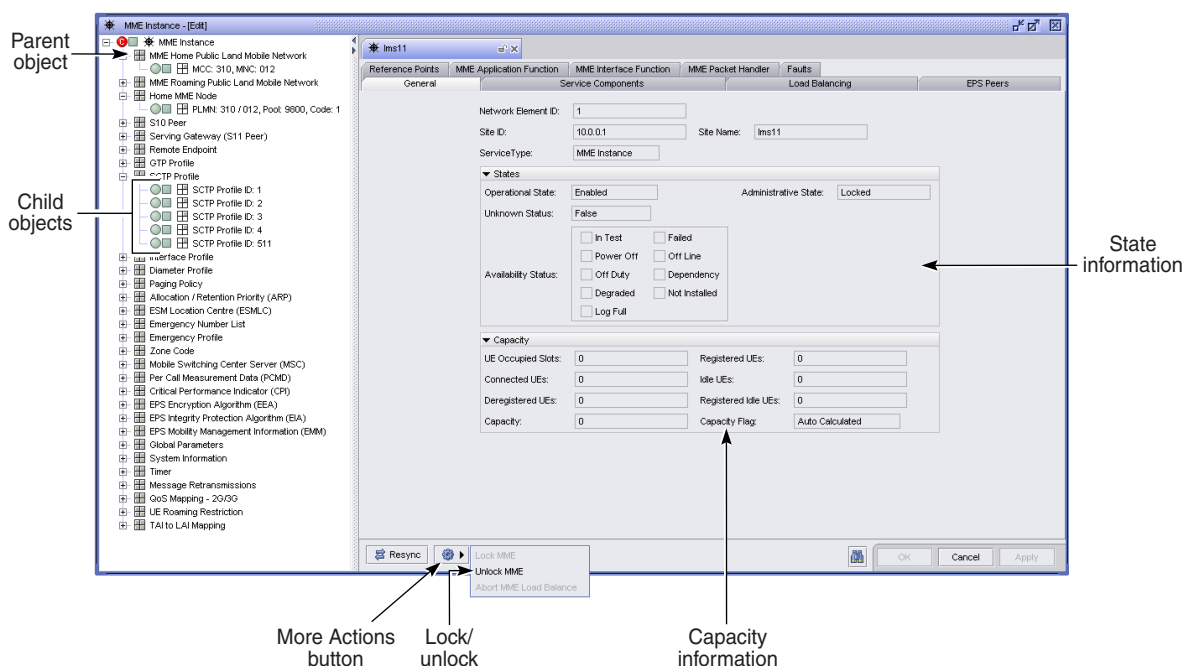 MME Instance - [Edit]
Parent
object
C
MME Instance
MME Home Public Land Mobile Network
MCC: 310, MNC: 012
MME Roaming Public Land Mobile Network
Home MME Node
PLMN: 310 / 012, Pool: 9800, Code: 1
S10 Peer
Serving Gateway (S11 Peer)
Remote Endpoint
GTP Profile
SCTP Profile
Child
objects
SCTP Profile ID: 1
SCTP Profile ID: 2
SCTP Profile ID: 3
SCTP Profile ID: 4
SCTP Profile ID: 511
Interface Profile
Diameter Profile
Paging Policy
Allocation / Retention Priority (ARP)
ESM Location Centre (ESMLC)
Emergency Number List
Emergency Profile
Zone Code
Mobile Switching Center Server (MSC)
Per Call Measurement Data (PCMD)
Critical Performance Indicator (CPI)
EPS Encryption Algorithm (EEA)
EPS Integrity Protection Algorithm (EIA)
EPS Mobility Management Information (EMM)
Global Parameters
System Information
Timer
Message Retransmissions
QoS Mapping - 2G/3G
UE Roaming Restriction
TAI to LAI Mapping
lms11
Reference Points MME Application Function MME Interface Function MME Packet Handler Faults
General Service Components Load Balancing EPS Peers
Network Element ID: 1
Site ID: 10.0.0.1 Site Name: lms11
ServiceType: MME Instance
States
Operational State: Enabled Administrative State: Locked
Unknown Status: False
Availability Status:
In Test Failed
Power Off Off Line
Off Duty Dependency
Degraded Not Installed
Log Full
State
information
Capacity
UE Occupied Slots: 0 Registered UEs: 0
Connected UEs: 0 Idle UEs: 0
Deregistered UEs: 0 Registered Idle UEs: 0
Capacity: 0 Capacity Flag: Auto Calculated
Resync
Lock MME
Unlock MME
Abort MME Load Balance
OK Cancel Apply
More Actions
button
Lock/
unlock
Capacity
information